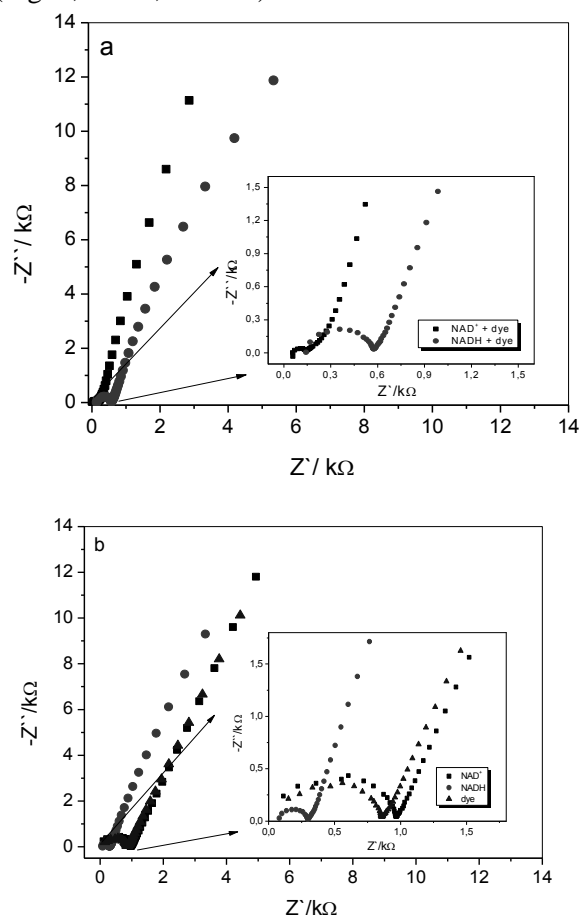 a
14
12
10
8
6
4
2
0
-Z``/ kΩ
0 2 4 6 8 10 12 14
Z`/ kΩ
1,5
1,2
0,9
0,6
0,3
0,0
-Z``/kΩ
0,0 0,3 0,6 0,9 1,2 1,5
Z`/kΩ
NAD⁺ + dye
NADH + dye
b
14
12
10
8
6
4
2
0
-Z``/kΩ
0 2 4 6 8 10 12 14
Z`/ kΩ
1,5
1,0
0,5
0,0
-Z``/kΩ
0,0 0,5 1,0 1,5
Z`/kΩ
NAD⁺
NADH
dye